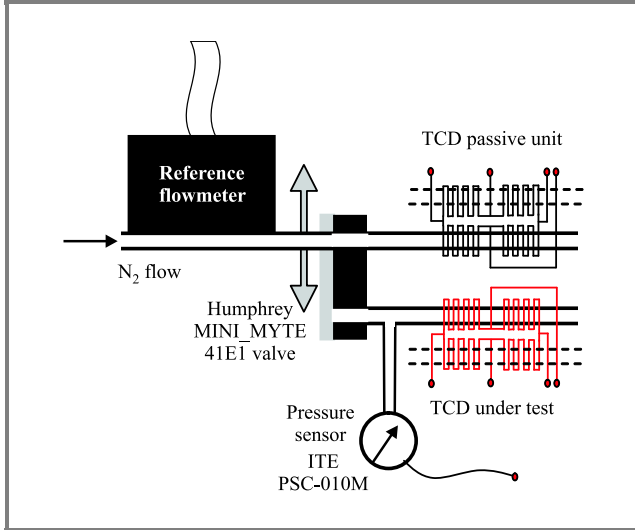 TCD passive unit
Reference
flowmeter
N₂ flow
Humphrey
MINI_MYTE
41E1 valve
TCD under test
Pressure
sensor
ITE
PSC-010M